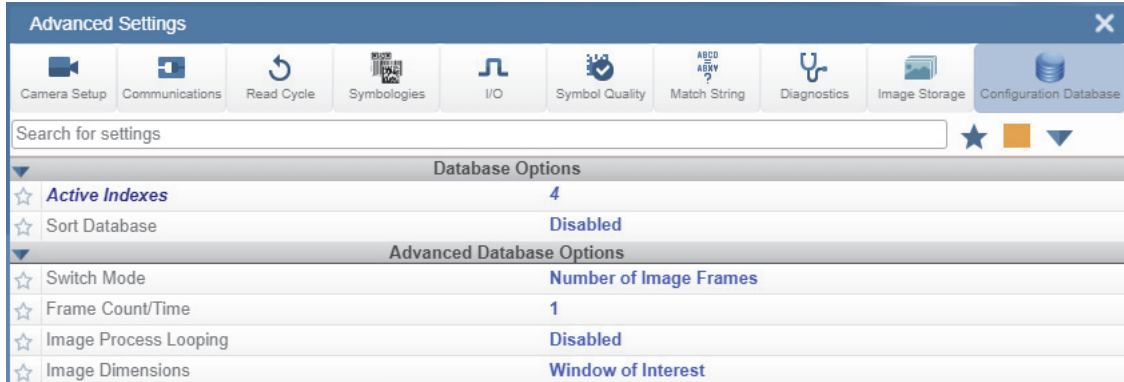 Advanced Settings
Camera Setup Communications Read Cycle Symbologies I/O Symbol Quality Match String Diagnostics Image Storage Configuration Database
Search for settings
Database Options
Active Indexes 4
Sort Database Disabled
Advanced Database Options
Switch Mode Number of Image Frames
Frame Count/Time 1
Image Process Looping Disabled
Image Dimensions Window of Interest